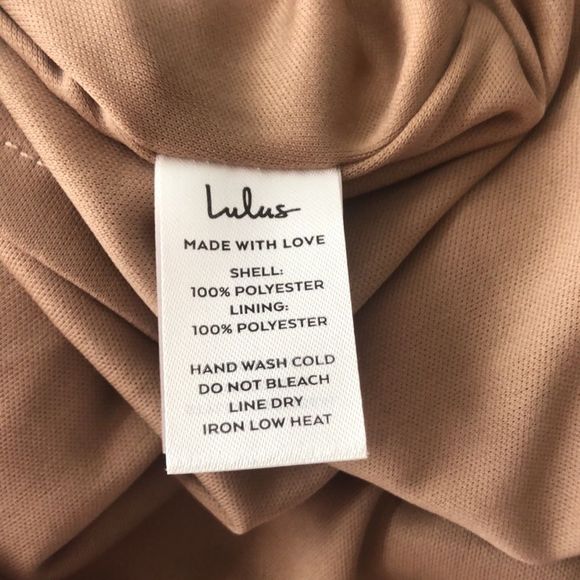 Lulus
MADE WITH LOVE
SHELL:
100% POLYESTER
LINING:
100% POLYESTER
HAND WASH COLD
DO NOT BLEACH
LINE DRY
IRON LOW HEAT